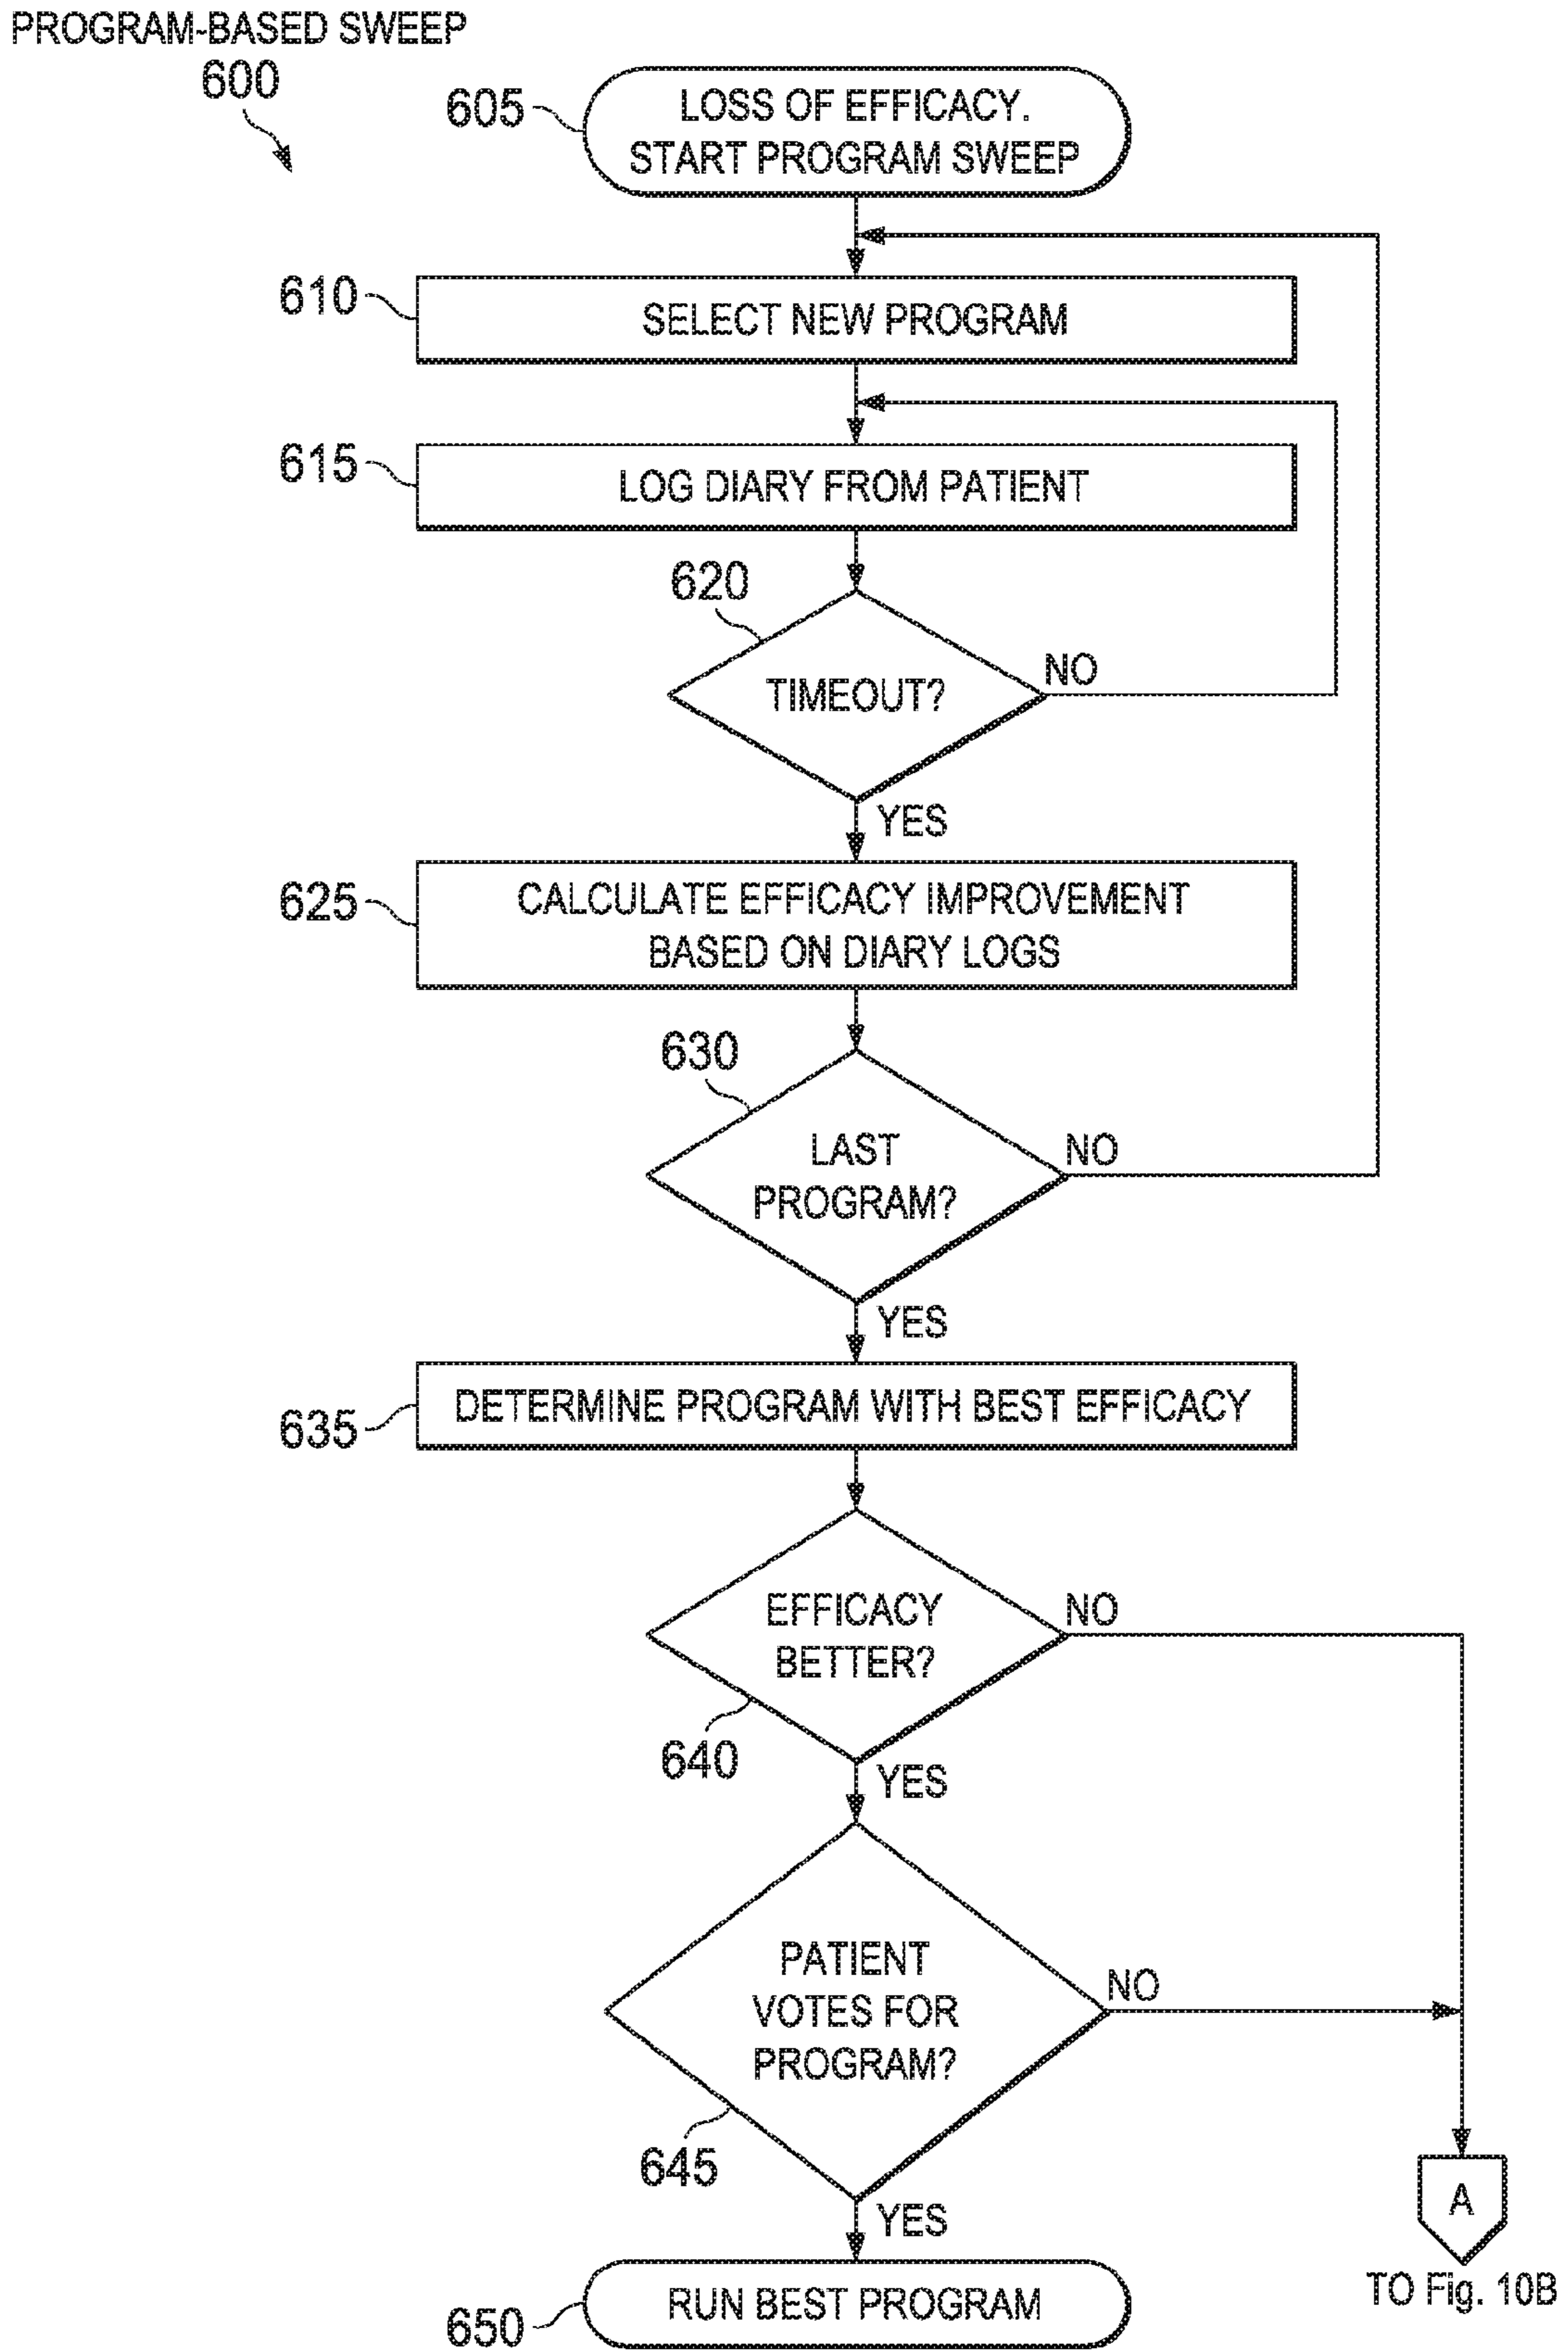 PROGRAM-BASED SWEEP
600
605
LOSS OF EFFICACY.
START PROGRAM SWEEP
610
SELECT NEW PROGRAM
615
LOG DIARY FROM PATIENT
620
TIMEOUT?
NO
YES
625
CALCULATE EFFICACY IMPROVEMENT
BASED ON DIARY LOGS
630
LAST
PROGRAM?
NO
YES
635
DETERMINE PROGRAM WITH BEST EFFICACY
EFFICACY
BETTER?
NO
640
YES
PATIENT
VOTES FOR
PROGRAM?
NO
645
YES
A
TO Fig. 10B
650
RUN BEST PROGRAM